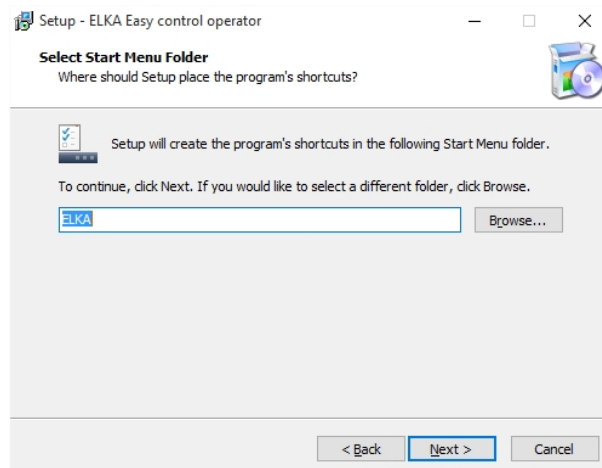 Setup - ELKA Easy control operator
Select Start Menu Folder
Where should Setup place the program's shortcuts?
Setup will create the program's shortcuts in the following Start Menu folder.
To continue, click Next. If you would like to select a different folder, click Browse.
ELKA
Browse...
< Back
Next >
Cancel